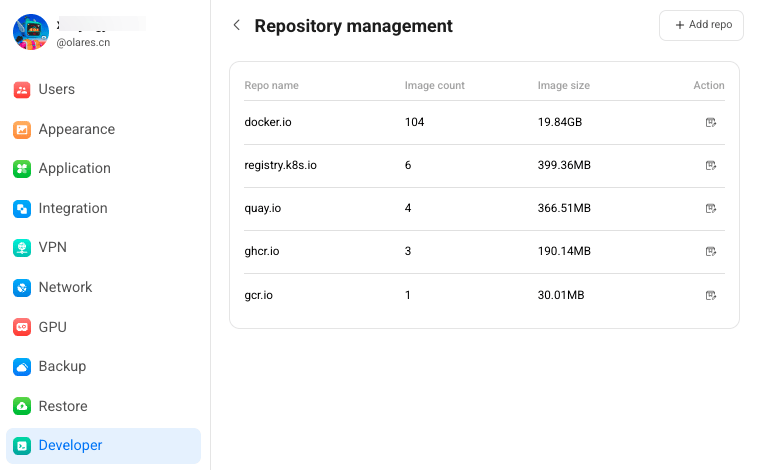 @olares.cn
Users
Appearance
Application
Integration
VPN
Network
GPU
Backup
Restore
Developer
Repository management
+ Add repo
Repo name Image count Image size Action
docker.io 104 19.84GB
registry.k8s.io 6 399.36MB
quay.io 4 366.51MB
ghcr.io 3 190.14MB
gcr.io 1 30.01MB